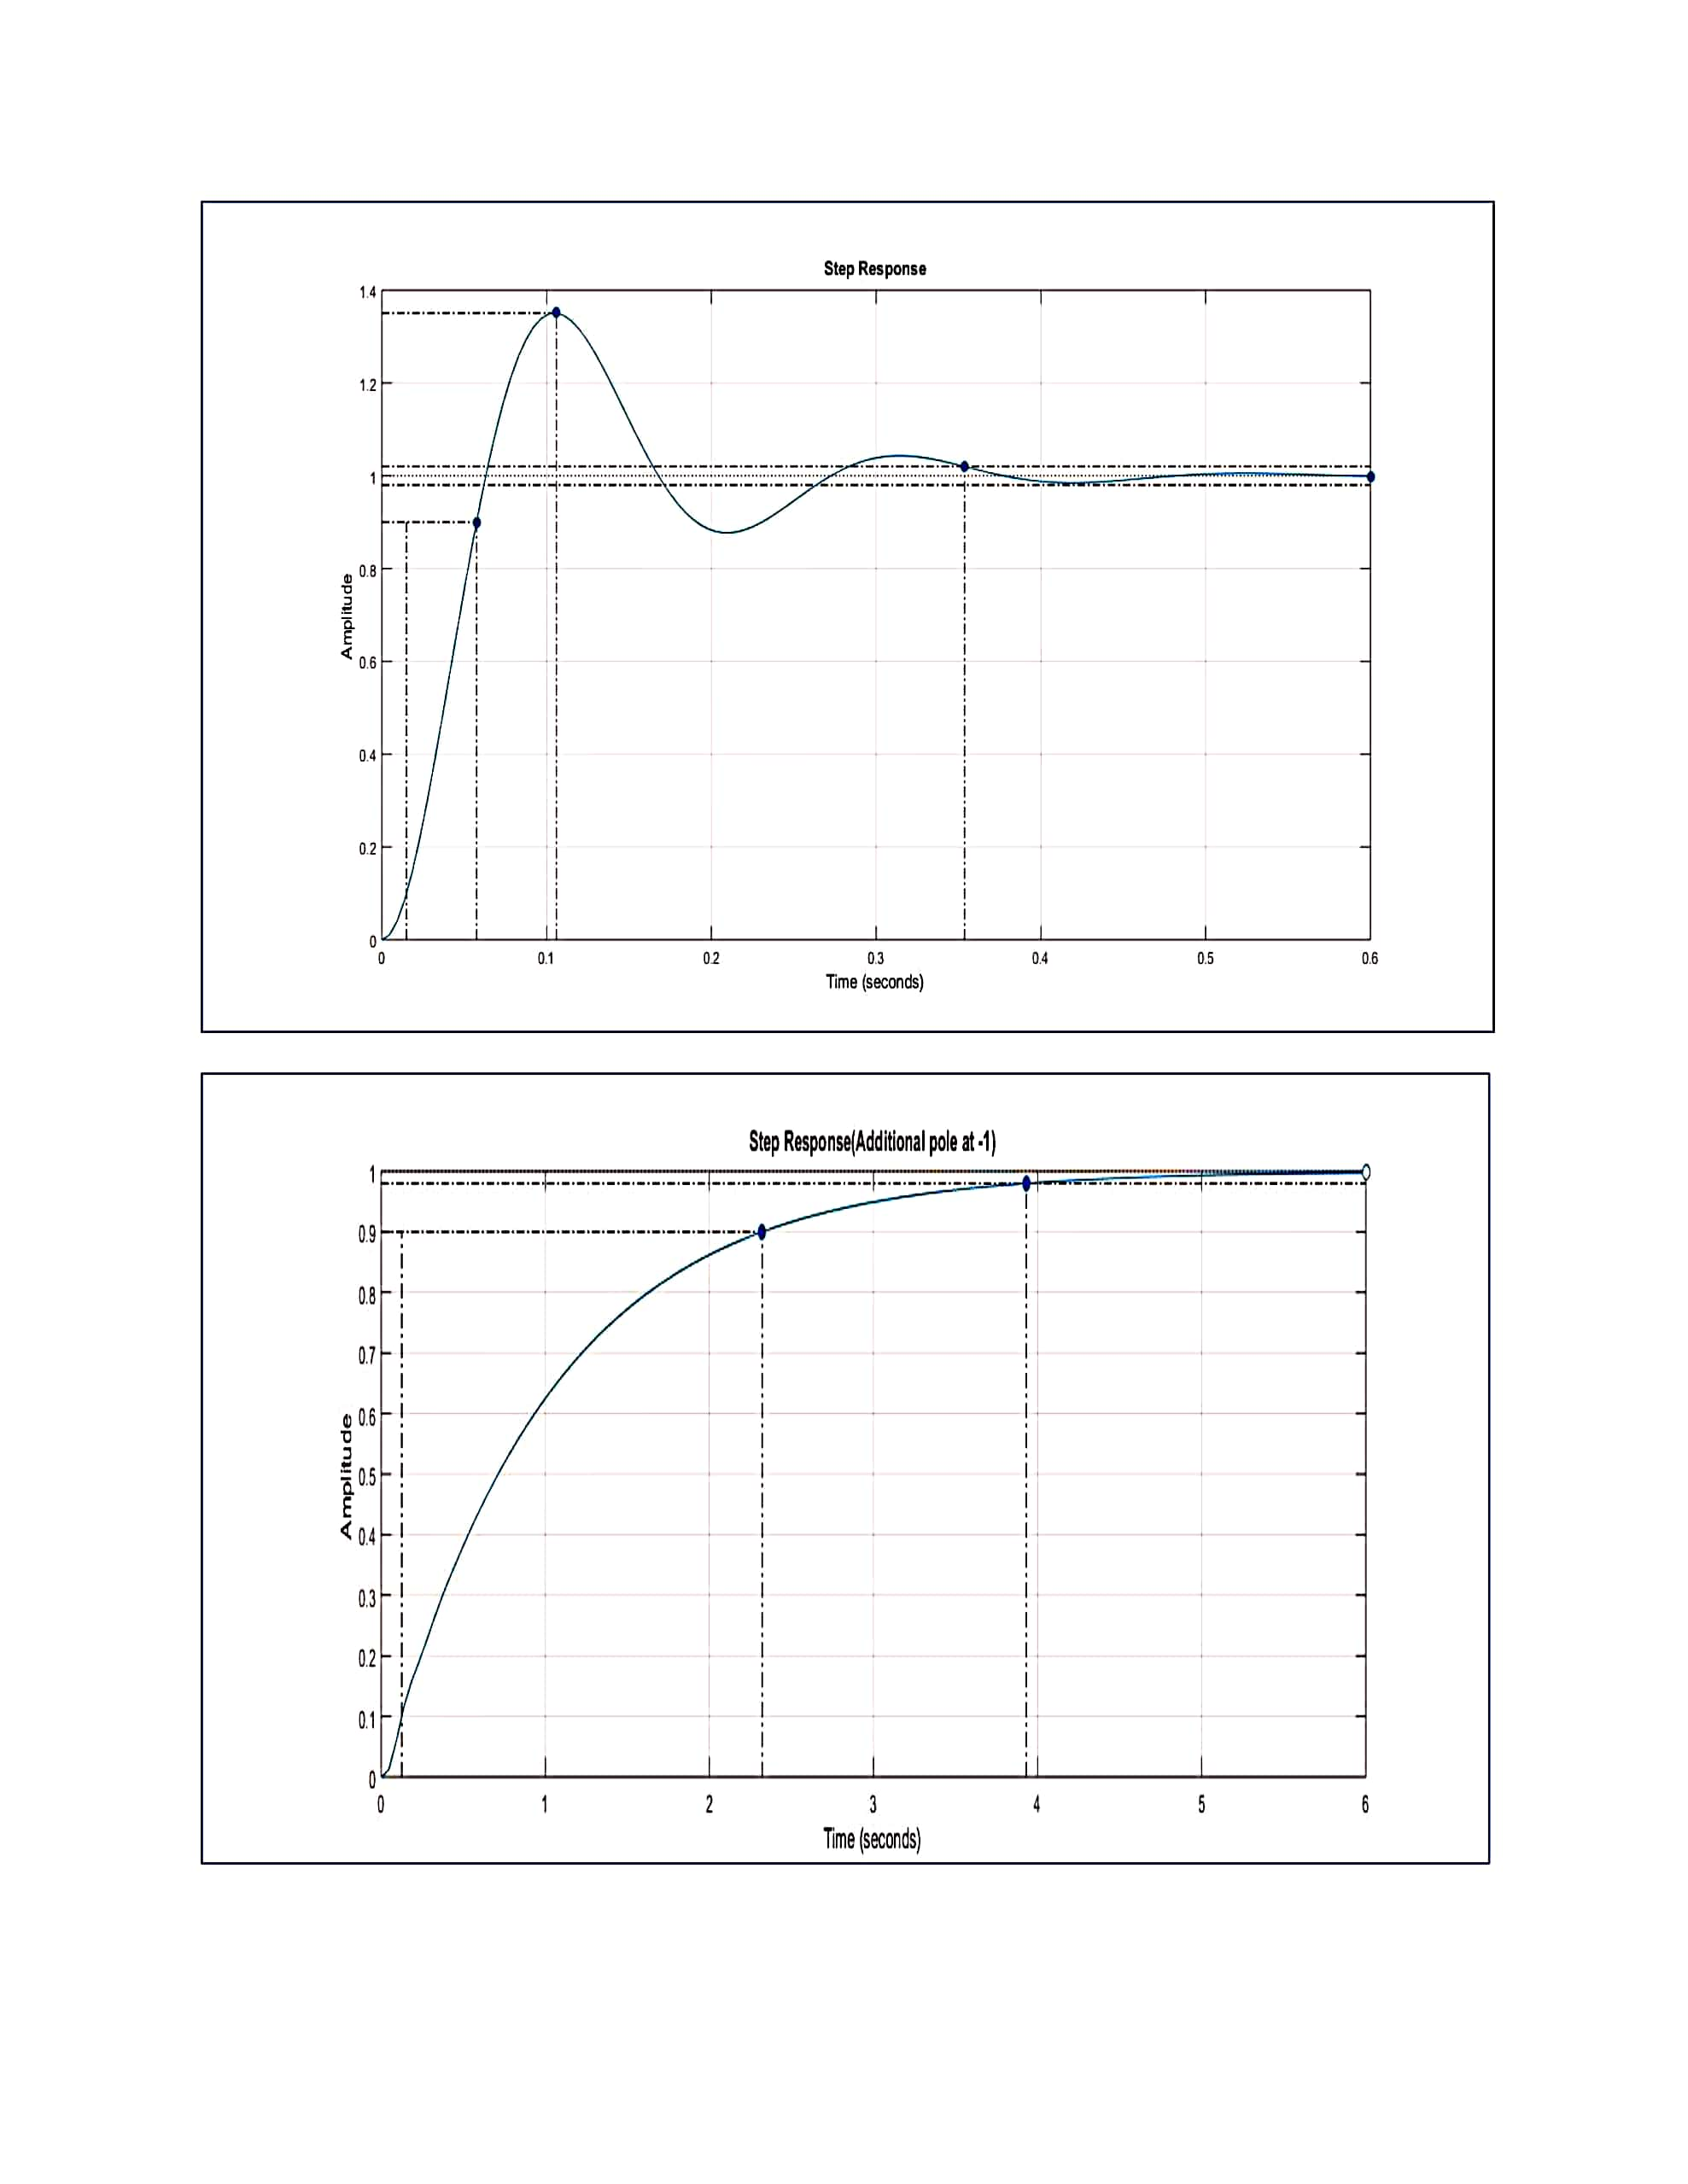 Step Response
1.4
1.2
1
0.8
0.6
0.4
0.2
0
Amplitude
0 0.1 0.2 0.3 0.4 0.5 0.6
Time (seconds)
Step Response(Additional pole at -1)
1
0.9
0.8
0.7
0.6
0.5
0.4
0.3
0.2
0.1
0
Amplitude
0 1 2 3 4 5 6
Time (seconds)